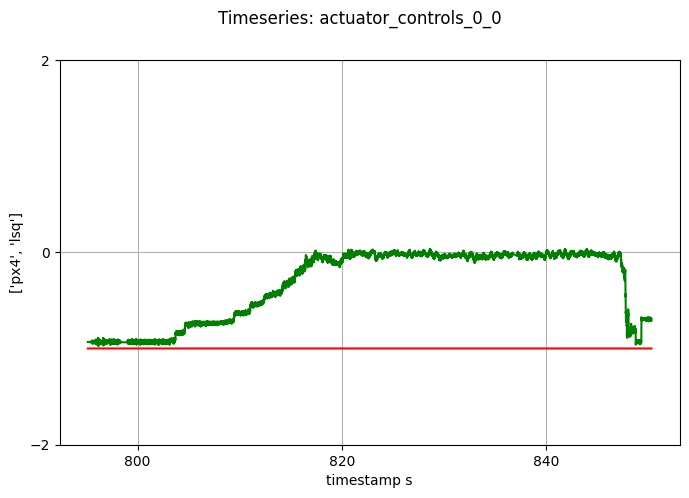 Timeseries: actuator_controls_0_0
['px4', 'lsq']
2
0
−2
800
820
840
timestamp s